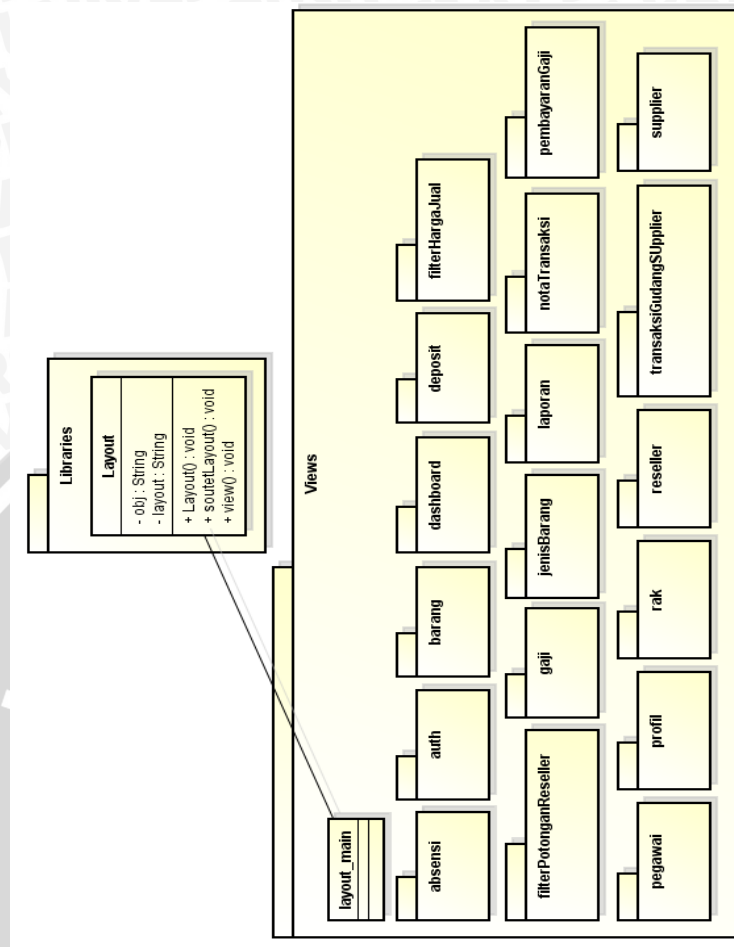 Libraries
Layout
- obj : String
- layout : String
+ Layout() : void
+ soutetLayout() : void
+ view() : void
Views
layout_main
absensi
auth
barang
dashboard
deposit
filterHargaJual
filterPotonganReseller
gaji
jenisBarang
laporan
notaTransaksi
pembayaranGaji
pegawai
profil
rak
reseller
transaksiGudangSUpplier
supplier